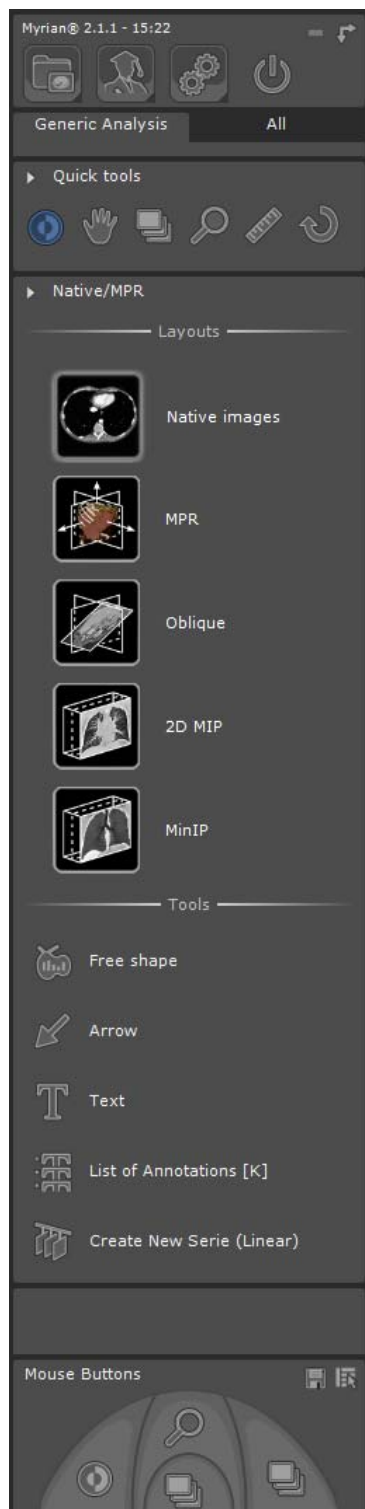 Myrian® 2.1.1 - 15:22
Generic Analysis All
Quick tools
Native/MPR
Layouts
Native images
MPR
Oblique
2D MIP
MinIP
Tools
Free shape
Arrow
T Text
List of Annotations [K]
Create New Serie (Linear)
Mouse Buttons